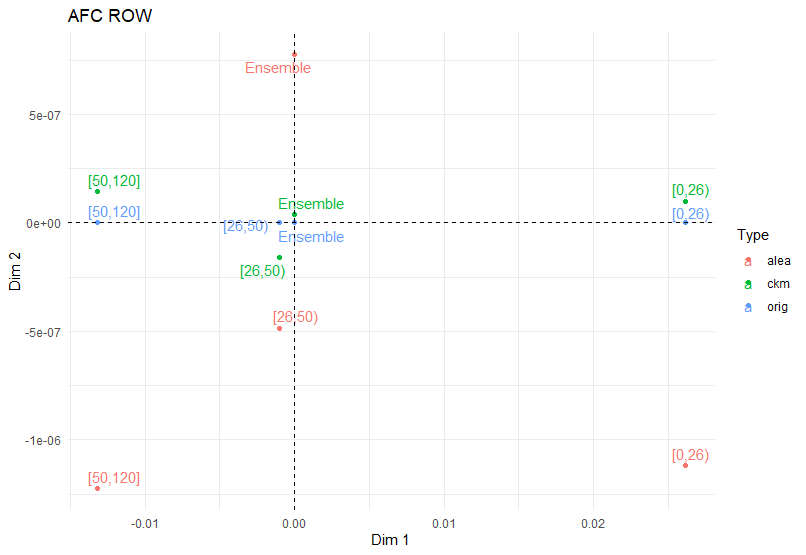 AFC ROW
Ensemble
5e-07
[50,120]
[0,26)
Ensemble
[50,120]
[0,26)
0e+00
[26,50)
Ensemble
Type
[26,50)
a alea
Dim 2
a ckm
a orig
[26,50)
-5e-07
-1e-06
[0,26)
[50,120]
-0.01
0.00
0.01
0.02
Dim 1